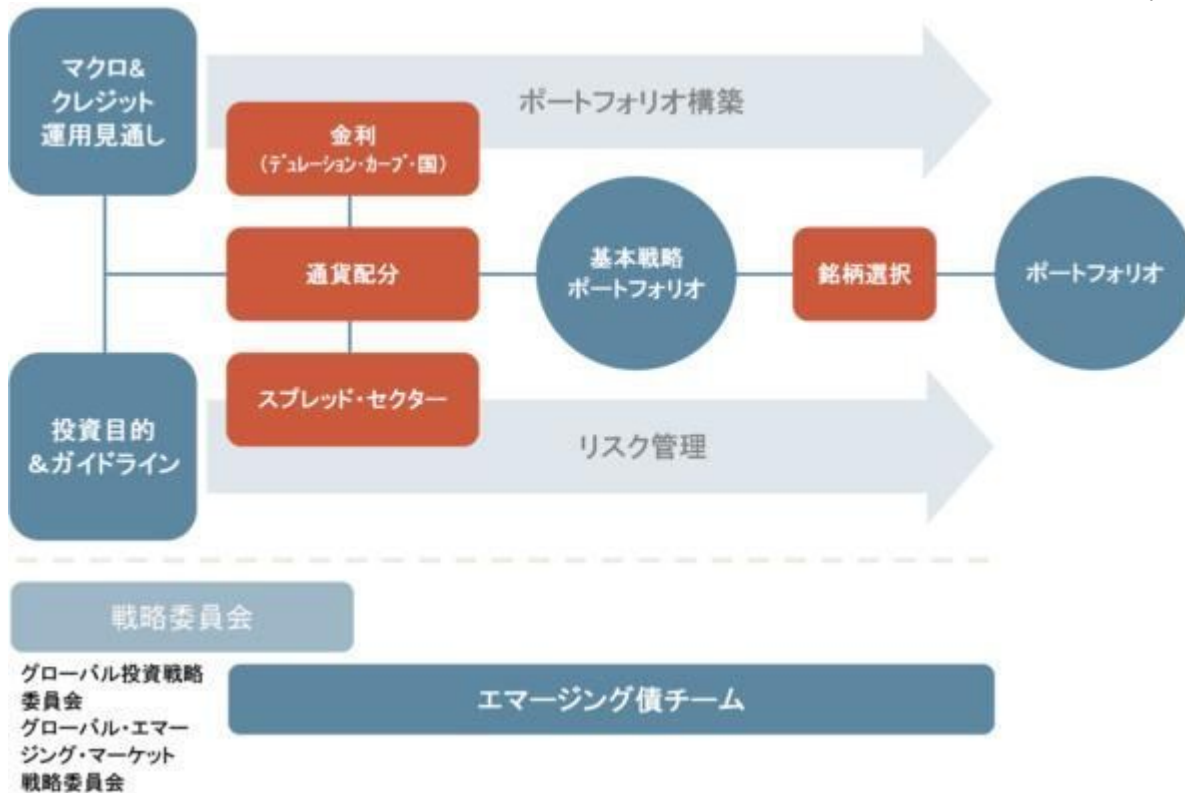 マクロ&
クレジット
運用見通し
ポートフォリオ構築
金利
(ﾃﾞｭﾚｰｼｮﾝ・ｶｰﾌﾞ・国)
通貨配分
基本戦略
ポートフォリオ
銘柄選択
ポートフォリオ
スプレッド・セクター
投資目的
&ガイドライン
リスク管理
戦略委員会
グローバル投資戦略
委員会
グローバル・エマー
ジング・マーケット
戦略委員会
エマージング債チーム